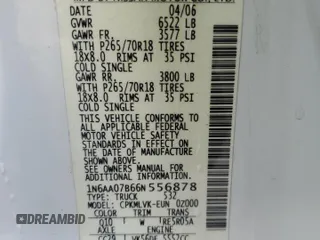 DATE 04/06
GVWR 6522 LB
GAWR FR. 3577 LB
WITH P265/70R18 TIRES
18x8.0 RIMS AT 35 PSI
COLD SINGLE
GAWR RR. 3800 LB
WITH P265/70R18 TIRES
18x8.0 RIMS AT 35 PSI
COLD SINGLE
THIS VEHICLE CONFORMS TO ALL
APPLICABLE FEDERAL MOTOR
VEHICLE SAFETY STANDARDS IN
EFFECT ON THE DATE OF
MANUFACTURE SHOWN ABOVE
SEE OWNERS MANUAL FOR
ADDITIONAL INFORMATION.
1N6AA07B66N556878
TYPE: TRUCK 532
MODEL: CPKMLVK-EUN 0Z000
COLOR TRIM TRANS
Q10 W RE5R05A
AXLE ENGINE
VK56DE 5552CC
DREAMBID